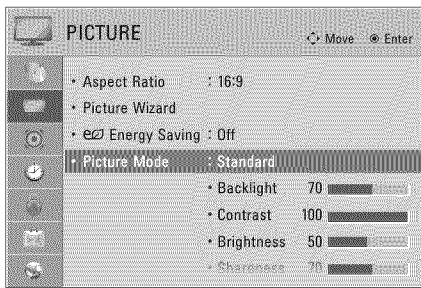 PICTURE Move Enter
• Aspect Ratio : 16:9
• Picture Wizard
• eco Energy Saving : Off
• Picture Mode : Standard
• Backlight 70
• Contrast 100
• Brightness 50
• Sharpness 70